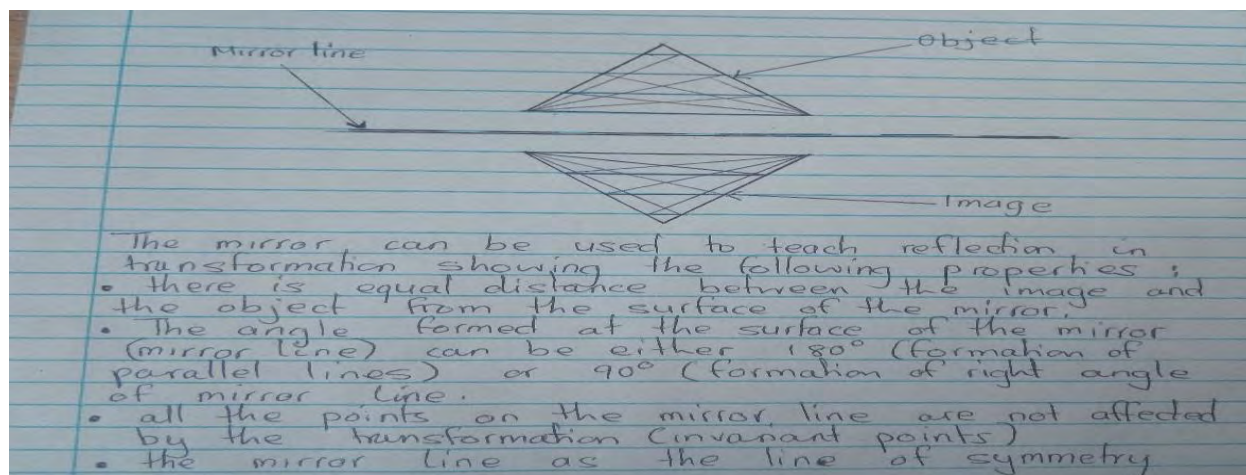 Mirror line
Object
Image
The mirror can be used to teach reflection in
transformation showing the following properties:
• there is equal distance between the image and
the object from the surface of the mirror.
• The angle formed at the surface of the mirror
(mirror line) can be either 180° (formation of
parallel lines) or 90° (formation of right angle
of mirror line.
• all the points on the mirror line are not affected
by the transformation (invariant points)
• the mirror line as the line of symmetry